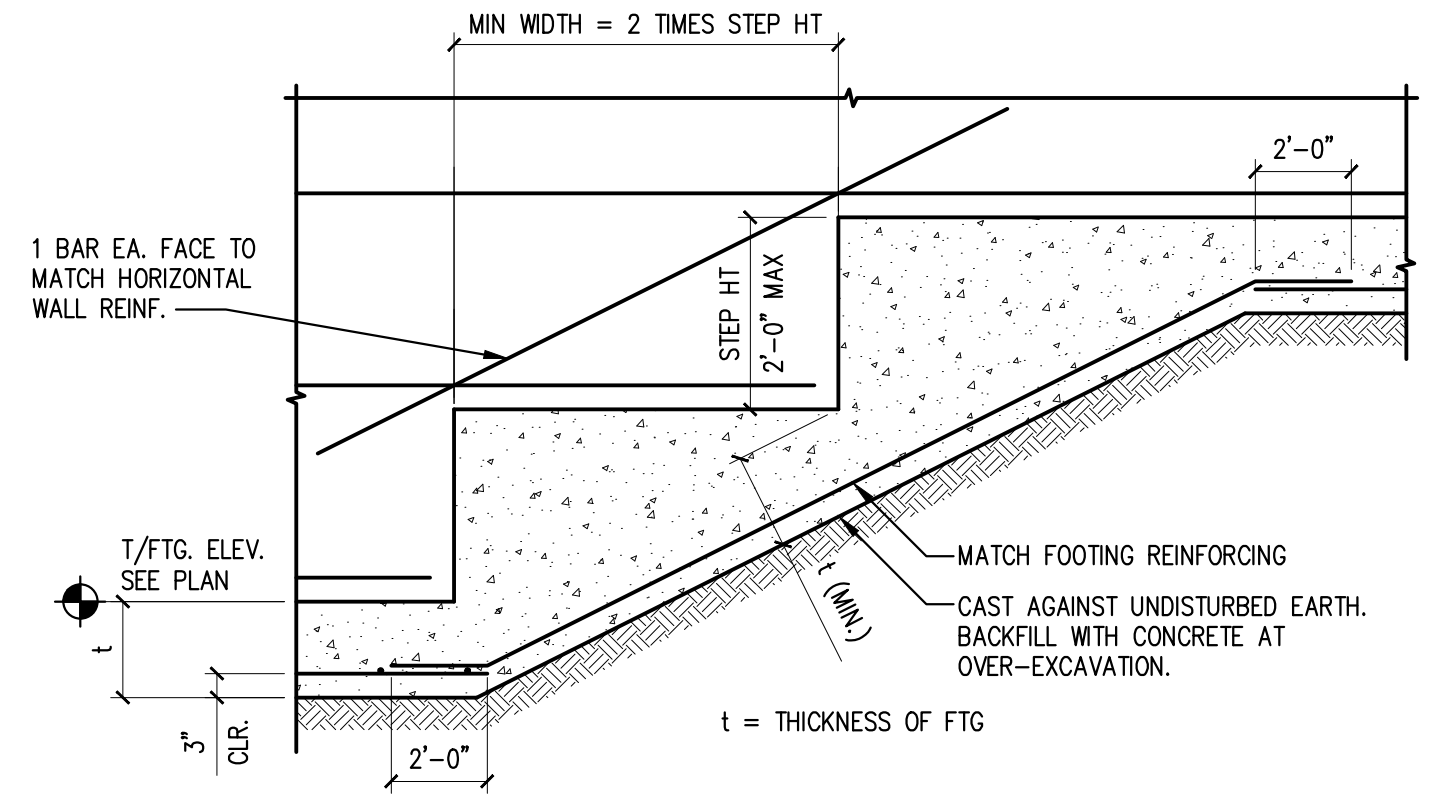 MIN WIDTH = 2 TIMES STEP HT
2'-0"
1 BAR EA. FACE TO
MATCH HORIZONTAL
WALL REINF.
STEP HT
2'-0" MAX
T/FTG. ELEV.
SEE PLAN
t
3"
CLR.
2'-0"
t (MIN.)
MATCH FOOTING REINFORCING
CAST AGAINST UNDISTURBED EARTH.
BACKFILL WITH CONCRETE AT
OVER-EXCAVATION.
t = THICKNESS OF FTG